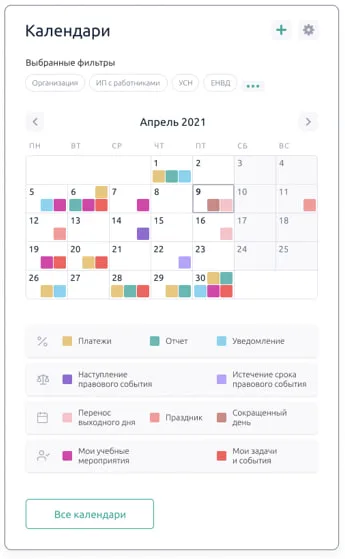 Календари
Выбранные фильтры
Организация ИП с работниками УСН ЕНВД
Апрель 2021
ПН ВТ СР ЧТ ПТ СБ ВС
1 2 3 4
5 6 7 8 9 10 11
12 13 14 15 16 17 18
19 20 21 22 23 24 25
26 27 28 29 30
Платежи Отчет Уведомление
Наступление правового события
Истечение срока правового события
Перенос выходного дня
Праздник
Сокращенный день
Мои учебные мероприятия
Мои задачи и события
Все календари